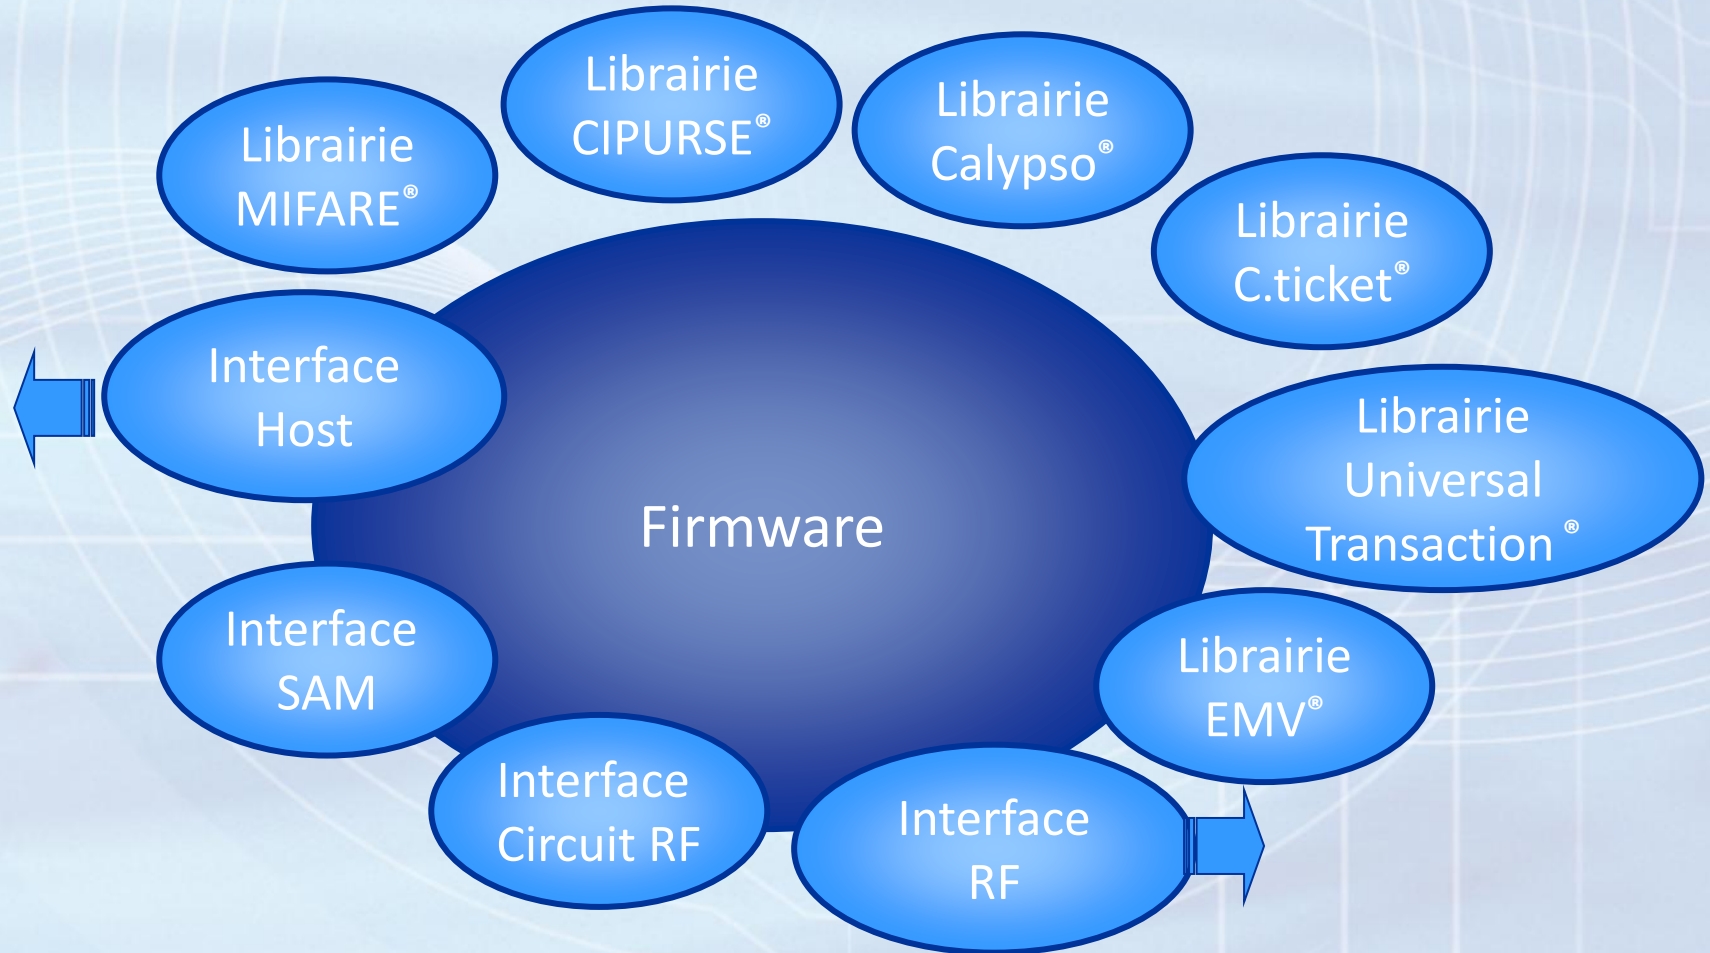 Librairie
CIPURSE®
Librairie
Calypso®
Librairie
MIFARE®
Librairie
C.ticket®
Interface
Host
Librairie
Universal
Transaction ®
Firmware
Interface
SAM
Librairie
EMV®
Interface
Circuit RF
Interface
RF